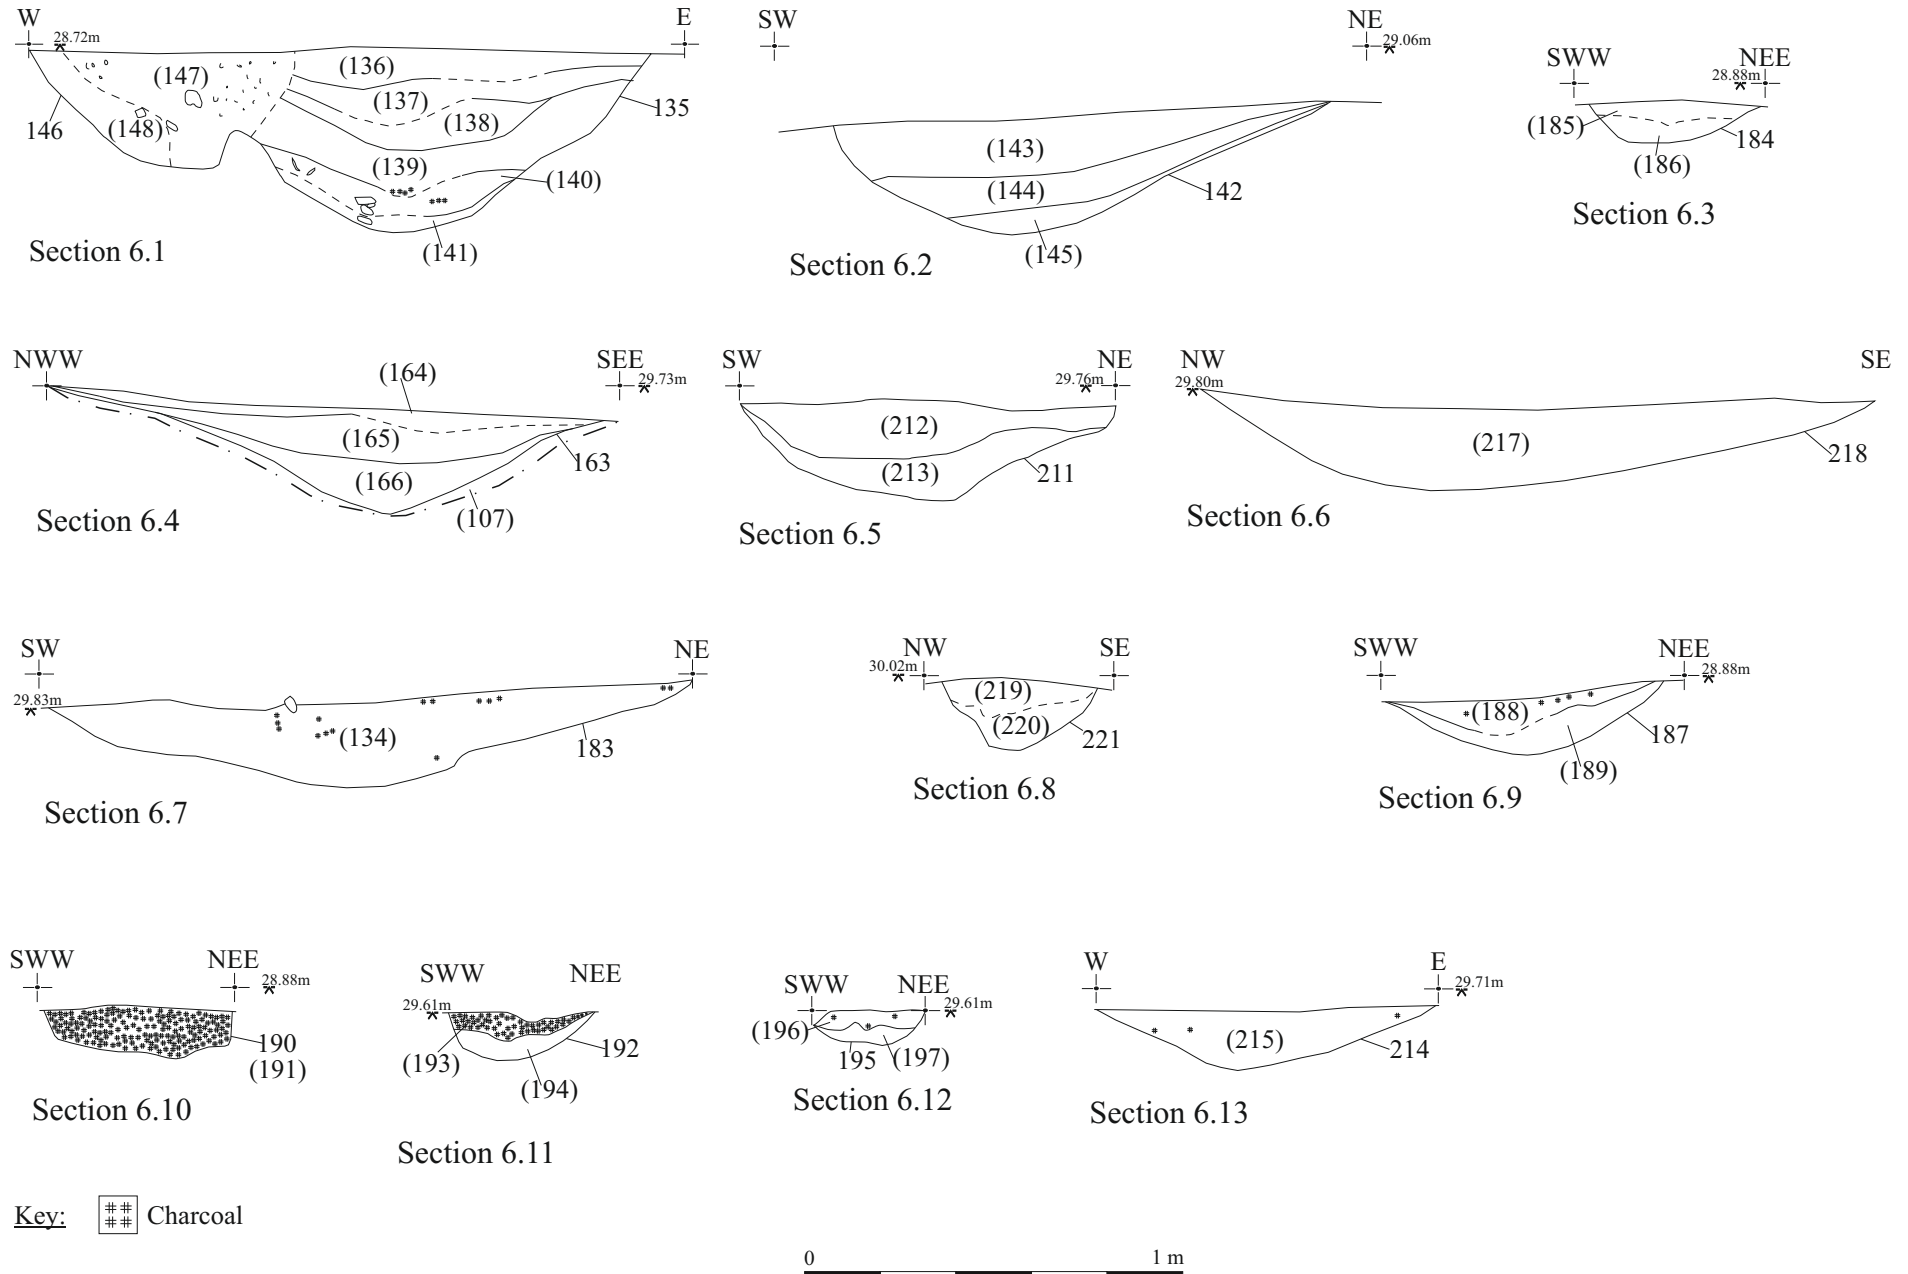 W
E
28.72m
(136)
(147)
(137)
135
146
(148)
(138)
(139)
(140)
(141)
Section 6.1
SW
NE
29.06m
(143)
(144)
142
(145)
Section 6.2
SWW
NEE
28.88m
(185)
184
(186)
Section 6.3
NWW
SEE
(164)
29.73m
(165)
163
(166)
(107)
Section 6.4
SW
NE
29.76m
(212)
(213)
211
Section 6.5
NW
SE
29.80m
(217)
218
Section 6.6
SW
NE
29.83m
(134)
183
Section 6.7
NW
SE
30.02m
(219)
(220)
221
Section 6.8
SWW
NEE
28.88m
(188)
187
(189)
Section 6.9
SWW
NEE
28.88m
190
(191)
Section 6.10
SWW
NEE
29.61m
192
(193)
(194)
Section 6.11
SWW
NEE
29.61m
(196)
195
(197)
Section 6.12
W
E
29.71m
(215)
214
Section 6.13
Key:
Charcoal
0
1 m